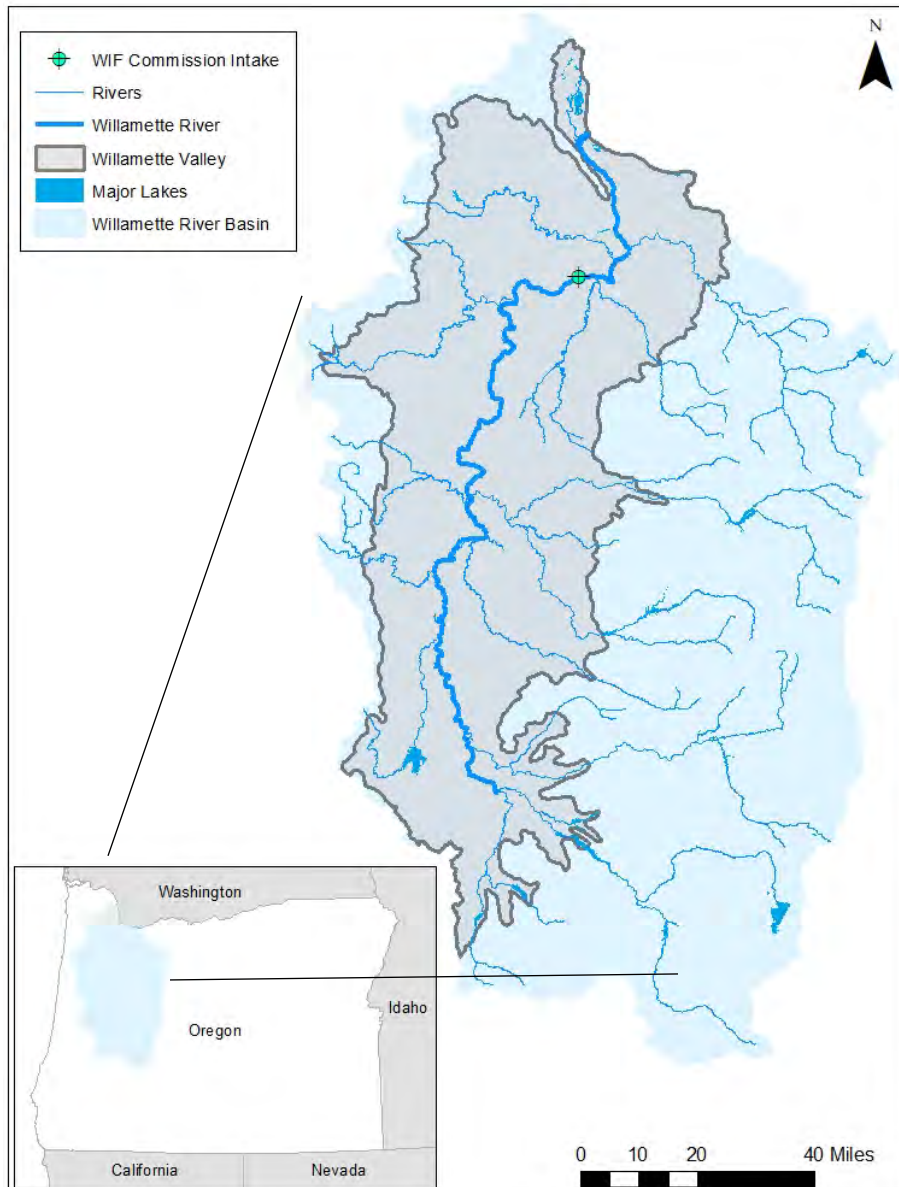 WIF Commission Intake
Rivers
Willamette River
Willamette Valley
Major Lakes
Willamette River Basin
N
Washington
Idaho
Oregon
California
Nevada
0 10 20 40 Miles